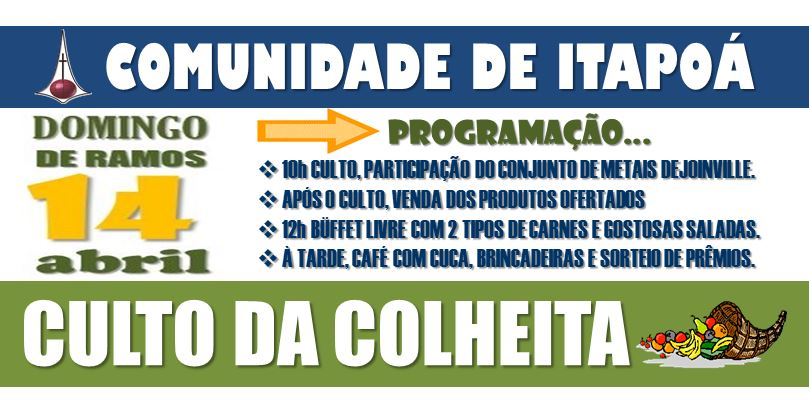 COMUNIDADE DE ITAPOÁ
DOMINGO
DE RAMOS
14
abril
PROGRAMAÇÃO...
10h CULTO, PARTICIPAÇÃO DO CONJUNTO DE METAIS DEJOINVILLE.
APÓS O CULTO, VENDA DOS PRODUTOS OFERTADOS
12h BÜFFET LIVRE COM 2 TIPOS DE CARNES E GOSTOSAS SALADAS.
À TARDE, CAFÉ COM CUCA, BRINCADEIRAS E SORTEIO DE PRÊMIOS.
CULTO DA COLHEITA